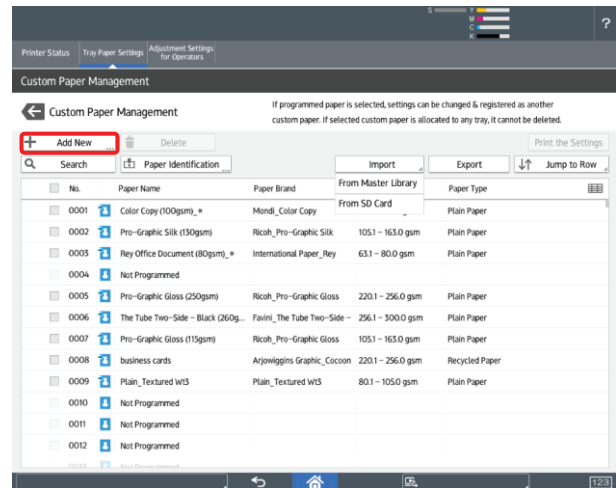 S T
M
C
K
?
Printer Status Tray Paper Settings Adjustment Settings for Operators
Custom Paper Management
Custom Paper Management
If programmed paper is selected, settings can be changed & registered as another
custom paper. If selected custom paper is allocated to any tray, it cannot be deleted.
Add New ... Delete Print the Settings
Search Paper Identification ... Import Export Jump to Row
From Master Library
From SD Card
No. Paper Name Paper Brand Paper Type
0001 Color Copy (100gsm)_* Mondi_Color Copy Plain Paper
0002 Pro-Graphic Silk (130gsm) Ricoh_Pro-Graphic Silk 105.1 - 163.0 gsm Plain Paper
0003 Rey Office Document (80gsm)_* International Paper_Rey 63.1 - 80.0 gsm Plain Paper
0004 Not Programmed
0005 Pro-Graphic Gloss (250gsm) Ricoh_Pro-Graphic Gloss 220.1 - 256.0 gsm Plain Paper
0006 The Tube Two-Side - Black (260g... Favini_The Tube Two-Side - 256.1 - 300.0 gsm Plain Paper
0007 Pro-Graphic Gloss (115gsm) Ricoh_Pro-Graphic Gloss 105.1 - 163.0 gsm Plain Paper
0008 business cards Arjowiggins Graphic_Cocoon 220.1 - 256.0 gsm Recycled Paper
0009 Plain_Textured Wt3 Plain_Textured Wt3 80.1 - 105.0 gsm Plain Paper
0010 Not Programmed
0011 Not Programmed
0012 Not Programmed
123